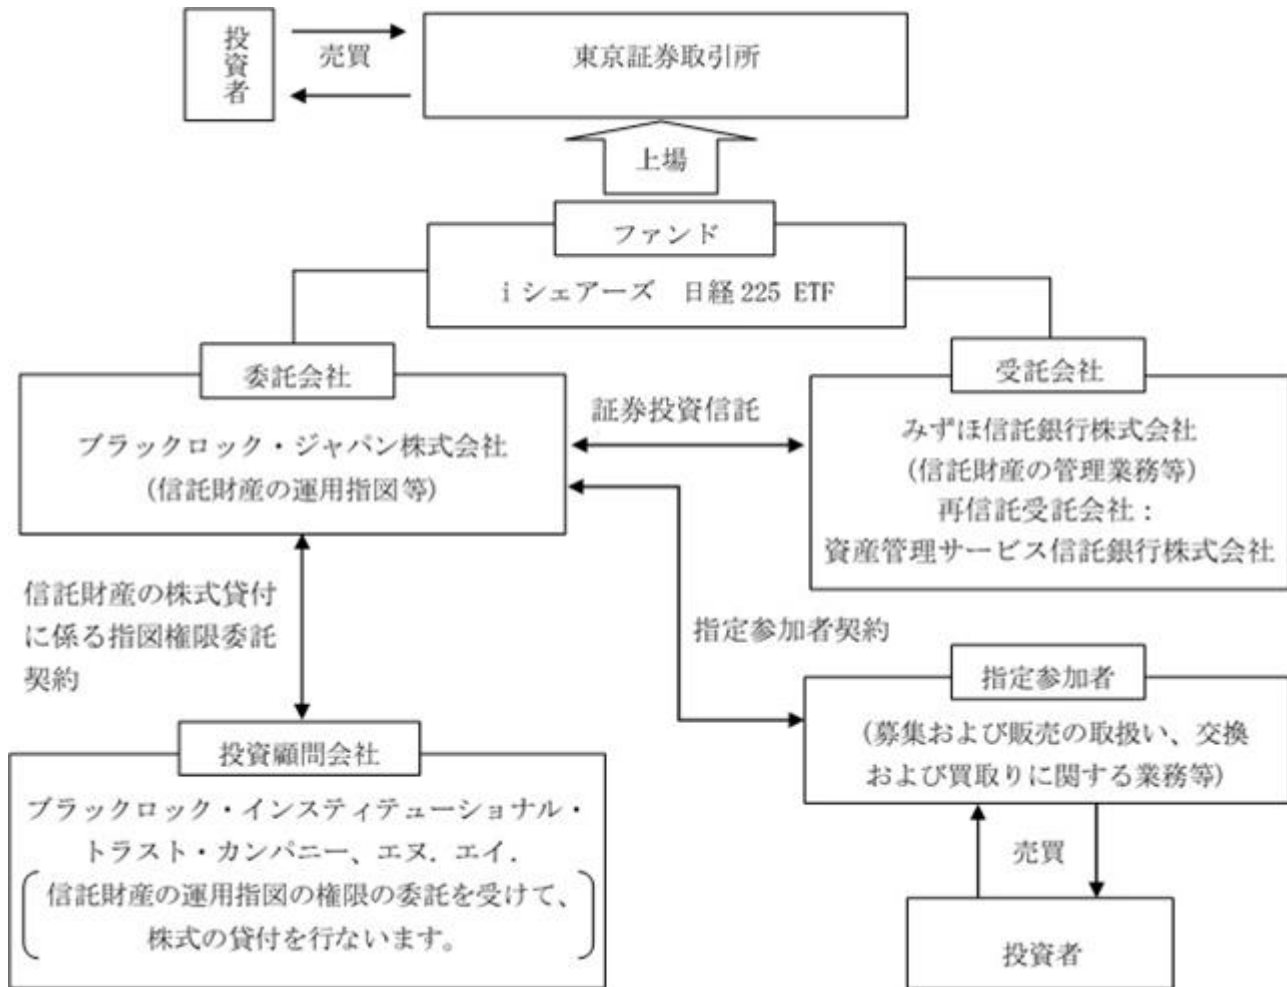 投資者
売買
東京証券取引所
上場
ファンド
iシェアーズ 日経225 ETF
委託会社
ブラックロック・ジャパン株式会社
(信託財産の運用指図等)
証券投資信託
受託会社
みずほ信託銀行株式会社
(信託財産の管理業務等)
再信託受託会社:
資産管理サービス信託銀行株式会社
信託財産の株式貸付
に係る指図権限委託
契約
指定参加者契約
指定参加者
(募集および販売の取扱い、交換
および買取りに関する業務等)
投資顧問会社
ブラックロック・インスティテューショナル・
トラスト・カンパニー、エヌ.エイ.
信託財産の運用指図の権限の委託を受けて、
株式の貸付を行ないます。
売買
投資者